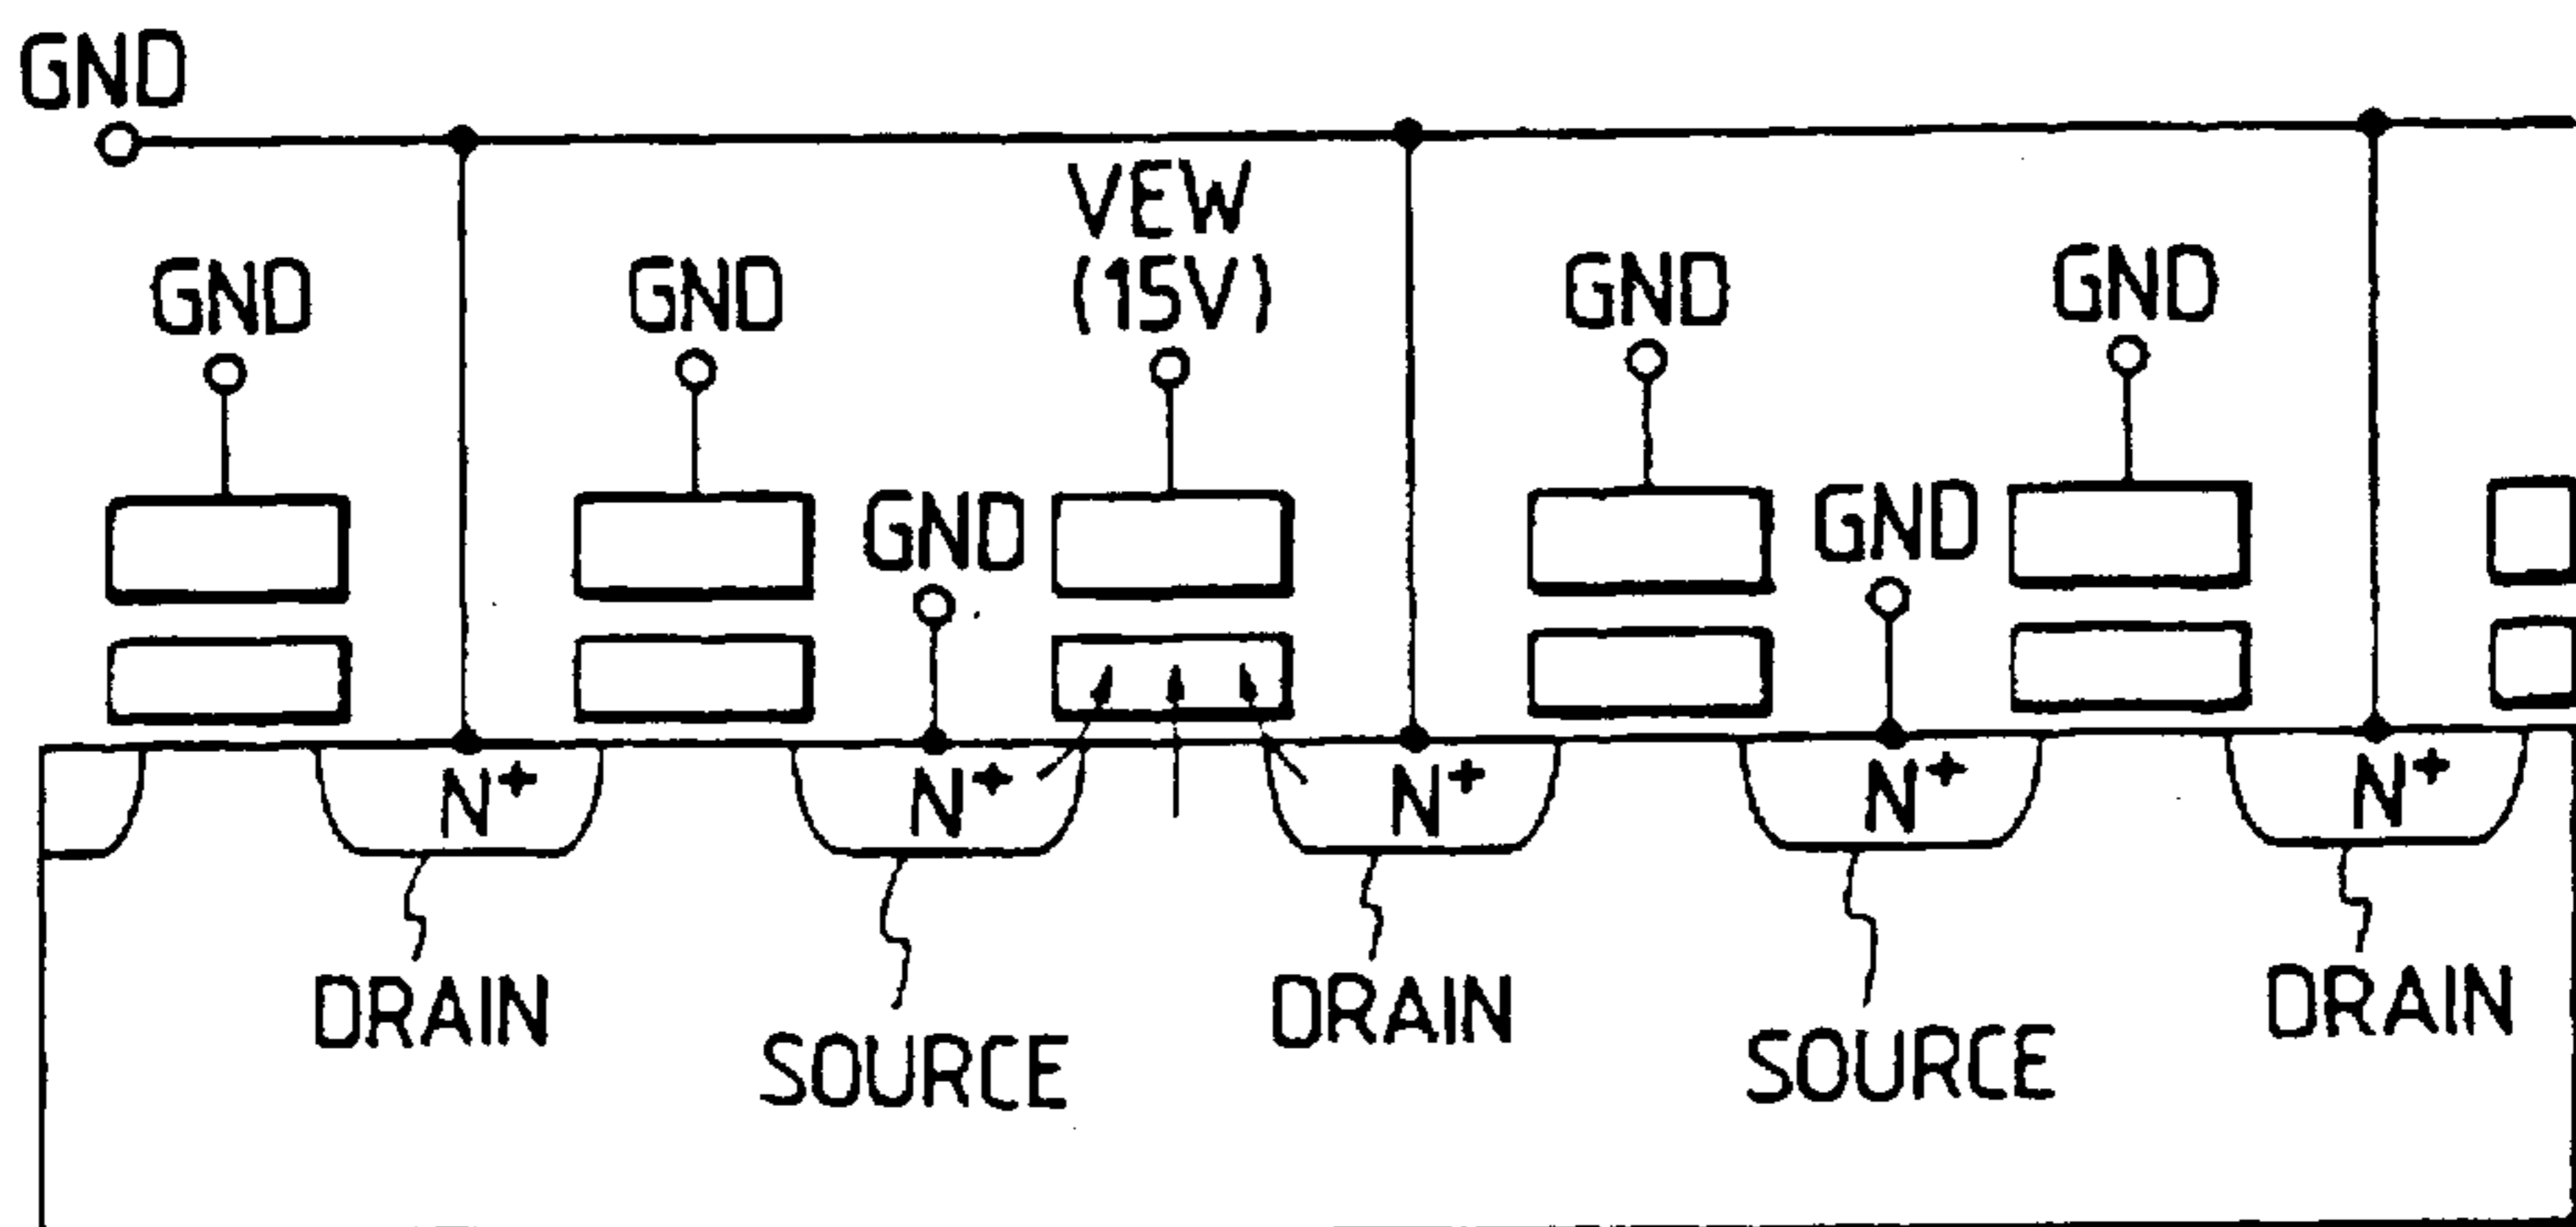 GND
VEW
(15V)
GND
GND
GND
GND
GND
GND
N+
N+
N+
N+
N+
DRAIN
SOURCE
DRAIN
SOURCE
DRAIN